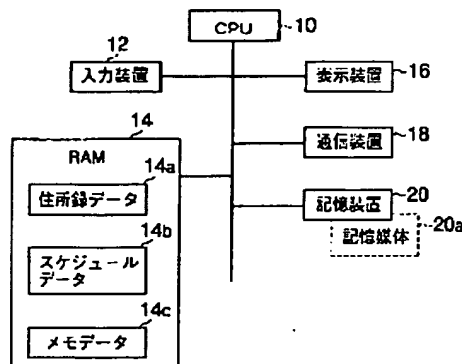 CPU
10
12
入力装置
表示装置
16
14
RAM
14a
住所録データ
14b
スケジュール
データ
14c
メモデータ
通信装置
18
記憶装置
20
記憶媒体
20a